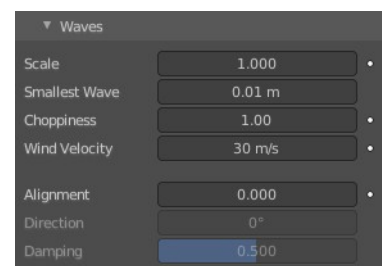 Waves
Scale 1.000
Smallest Wave 0.01 m
Choppiness 1.00
Wind Velocity 30 m/s
Alignment 0.000
Direction 0°
Damping 0.500